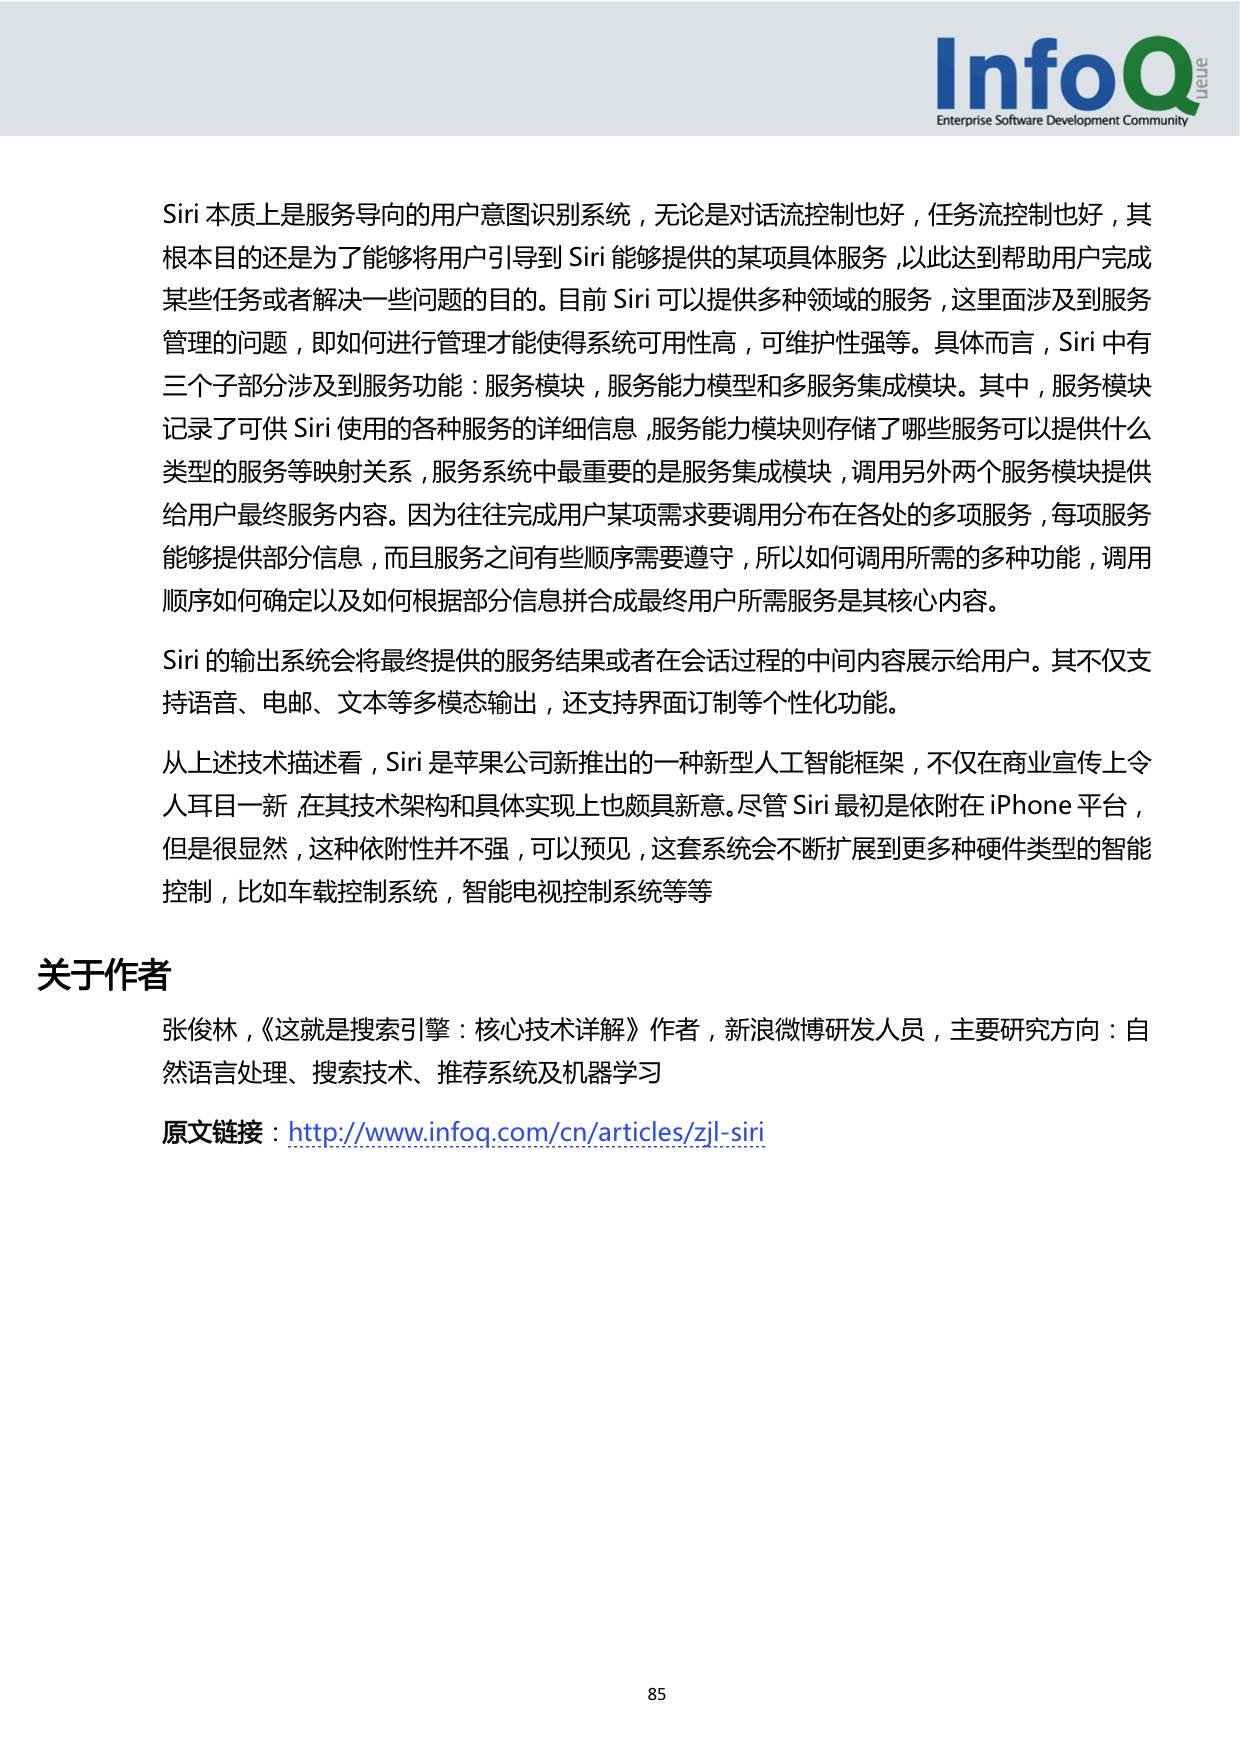 InfoQ
ueue
Enterprise Software Development Community
Siri 本质上是服务导向的用户意图识别系统，无论是对话流控制也好，任务流控制也好，其
根本目的还是为了能够将用户引导到 Siri 能够提供的某项具体服务，以此达到帮助用户完成
某些任务或者解决一些问题的目的。目前 Siri 可以提供多种领域的服务，这里面涉及到服务
管理的问题，即如何进行管理才能使得系统可用性高，可维护性强等。具体而言，Siri 中有
三个子部分涉及到服务功能：服务模块，服务能力模型和多服务集成模块。其中，服务模块
记录了可供 Siri 使用的各种服务的详细信息，服务能力模块则存储了哪些服务可以提供什么
类型的服务等映射关系，服务系统中最重要的是服务集成模块，调用另外两个服务模块提供
给用户最终服务内容。因为往往完成用户某项需求要调用分布在各处的多项服务，每项服务
能够提供部分信息，而且服务之间有些顺序需要遵守，所以如何调用所需的多种功能，调用
顺序如何确定以及如何根据部分信息拼合成最终用户所需服务是其核心内容。
Siri 的输出系统会将最终提供的服务结果或者在会话过程的中间内容展示给用户。其不仅支
持语音、电邮、文本等多模态输出，还支持界面订制等个性化功能。
从上述技术描述看，Siri 是苹果公司新推出的一种新型人工智能框架，不仅在商业宣传上令
人耳目一新，在其技术架构和具体实现上也颇具新意。尽管 Siri 最初是依附在 iPhone 平台，
但是很显然，这种依附性并不强，可以预见，这套系统会不断扩展到更多种硬件类型的智能
控制，比如车载控制系统，智能电视控制系统等等
关于作者
张俊林，《这就是搜索引擎：核心技术详解》作者，新浪微博研发人员，主要研究方向：自
然语言处理、搜索技术、推荐系统及机器学习
原文链接：http://www.infoq.com/cn/articles/zjl-siri
85